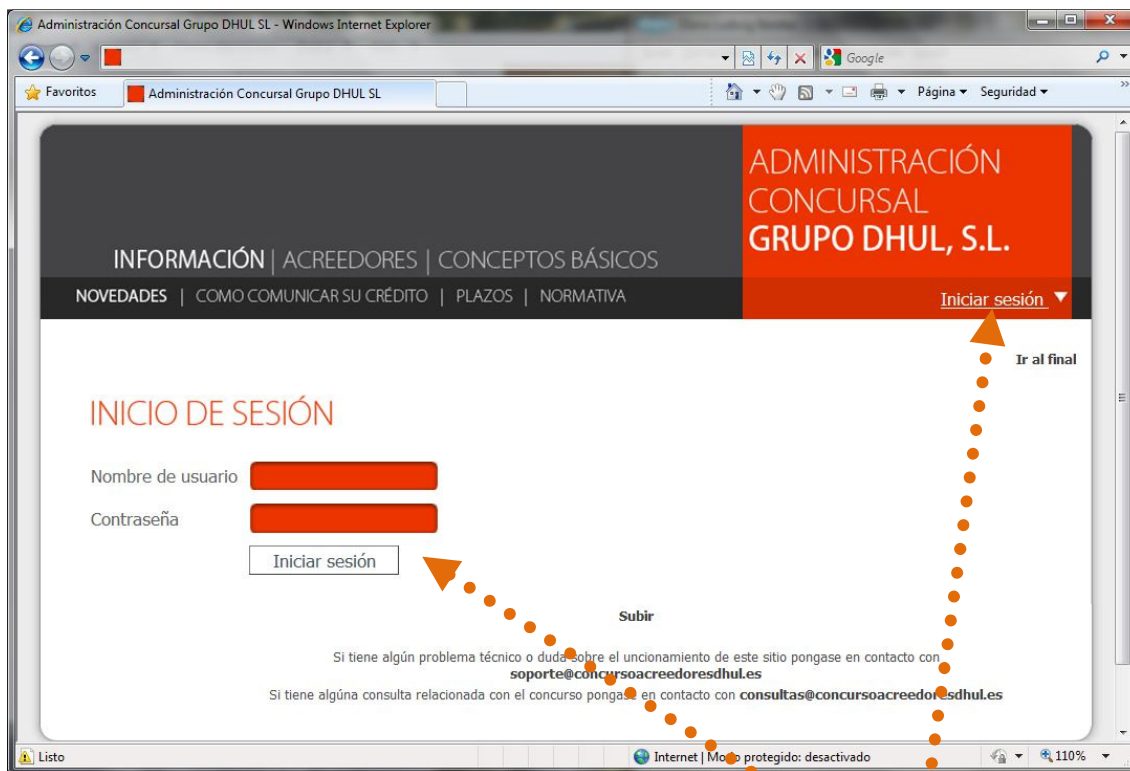 Administración Concursal Grupo DHUL SL - Windows Internet Explorer
Google
Favoritos
Administración Concursal Grupo DHUL SL
Página
Seguridad
ADMINISTRACIÓN
CONCURSAL
GRUPO DHUL, S.L.
INFORMACIÓN | ACREEDORES | CONCEPTOS BÁSICOS
NOVEDADES | COMO COMUNICAR SU CRÉDITO | PLAZOS | NORMATIVA
Iniciar sesión
Ir al final
INICIO DE SESIÓN
Nombre de usuario
Contraseña
Iniciar sesión
Subir
Si tiene algún problema técnico o duda sobre el uncionamiento de este sitio pongase en contacto con
soporte@concursoacreedoresdhul.es
Si tiene algúna consulta relacionada con el concurso pongase en contacto con consultas@concursoacreedoresdhul.es
Listo
Internet | Modo protegido: desactivado
110%